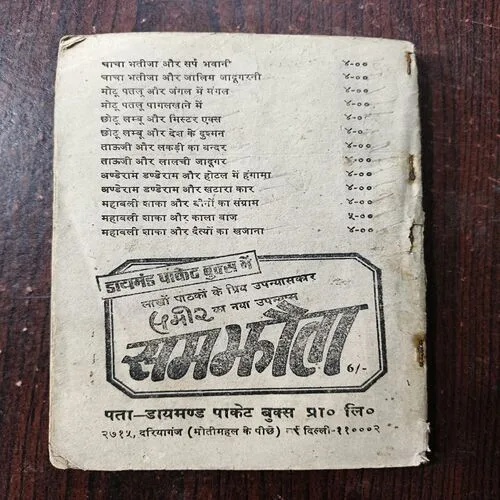 चाचा भतीजा और सर्प भवानी ४-००
चाचा भतीजा और जालिम जादूगरनी ४-००
मोटू पतलू और जंगल में मंगल ४-००
मोटू पतलू पागलखाने में ४-००
छोटू लम्बू और मिस्टर एक्स ४-०
छोटू लम्बू और देश के दुश्मन ४-०
ताऊजी और लकड़ी का बन्दर ४-००
ताऊजी और लालची जादूगर ४-००
अण्डेराम डण्डेराम और होटल में हंगामा ४-००
अण्डेराम डण्डेराम और खटारा कार ४-००
महाबली शाका और बौनों का संग्राम ४-००
महाबली शाका और काला बाज ५-००
महाबली शाका और दैत्यों का खजाना ४-००
डायमंड पाकेट बुक्स में
लाखों पाठकों के प्रिय उपन्यासकार
समीर का नया उपन्यास
समझौता
6/-
पता—डायमण्ड पाकेट बुक्स प्रा० लि०
२७१५, दरियागंज (मोतीमहल के पीछे) नई दिल्ली-११०००२